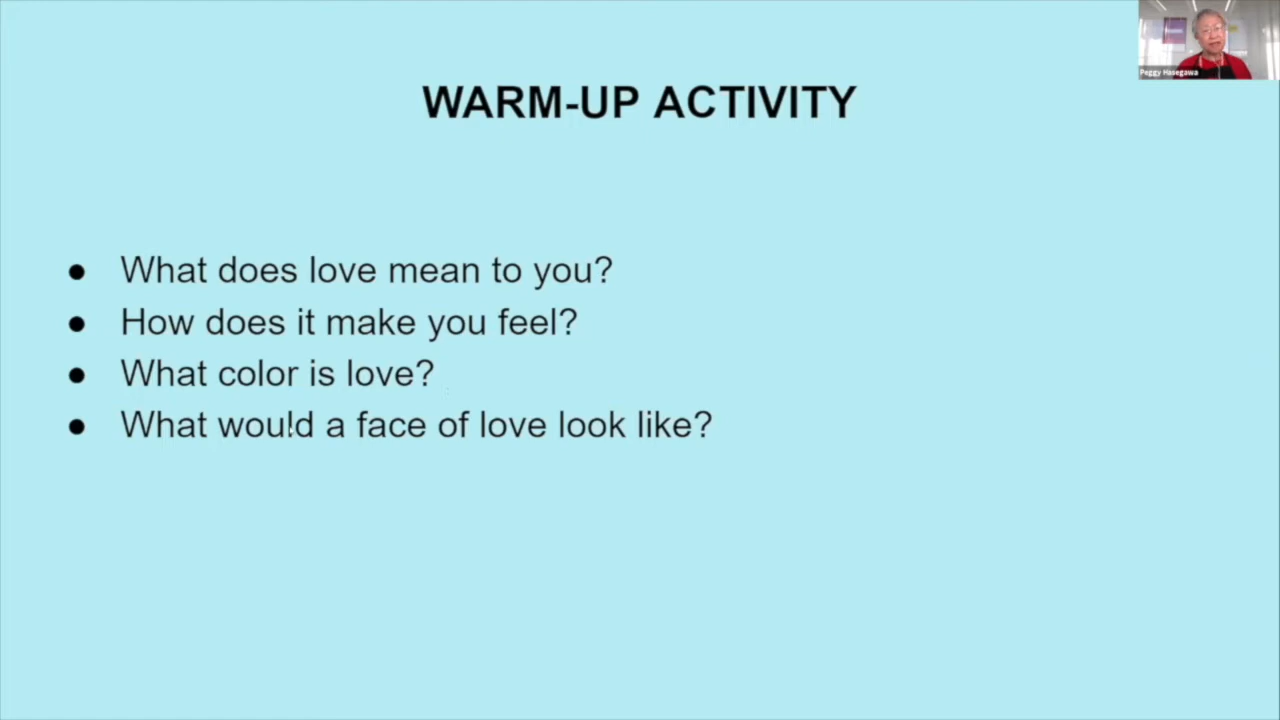 WARM-UP ACTIVITY
● What does love mean to you?
● How does it make you feel?
● What color is love?
● What would a face of love look like?
Peggy Hasegawa